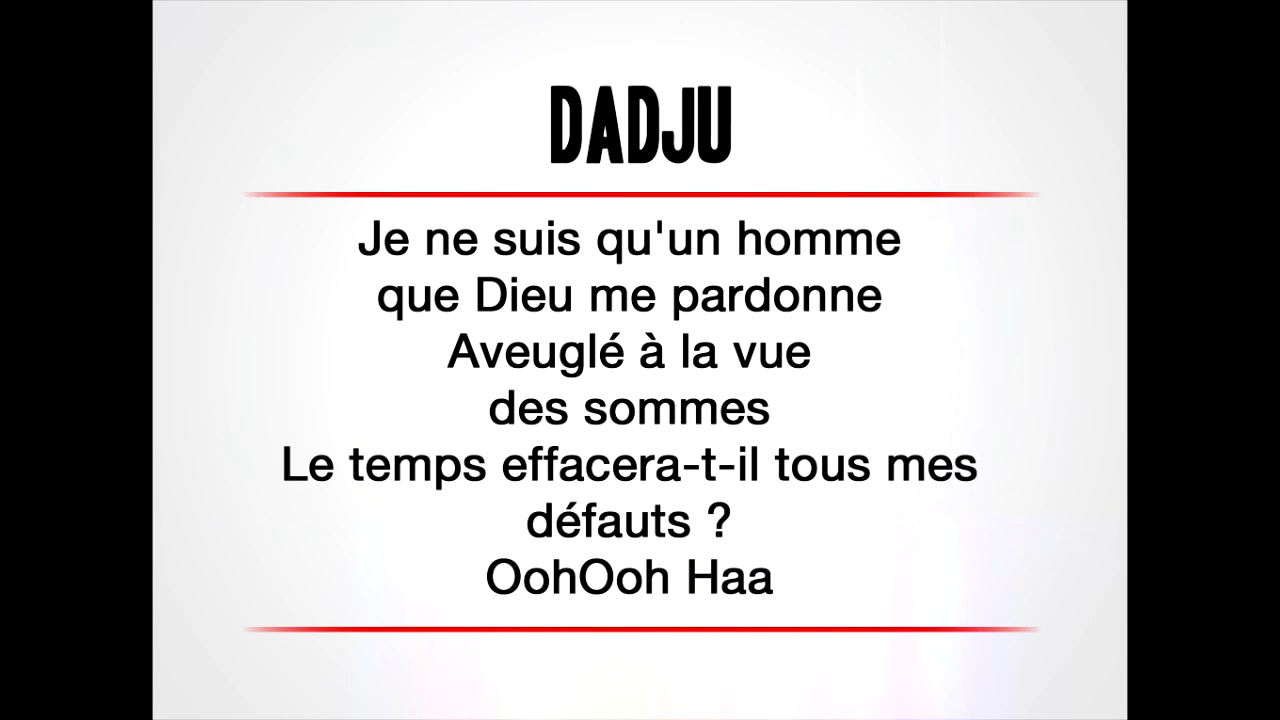 DADJU
Je ne suis qu'un homme
que Dieu me pardonne
Aveuglé à la vue
des sommes
Le temps effacera-t-il tous mes
défauts ?
OohOoh Haa